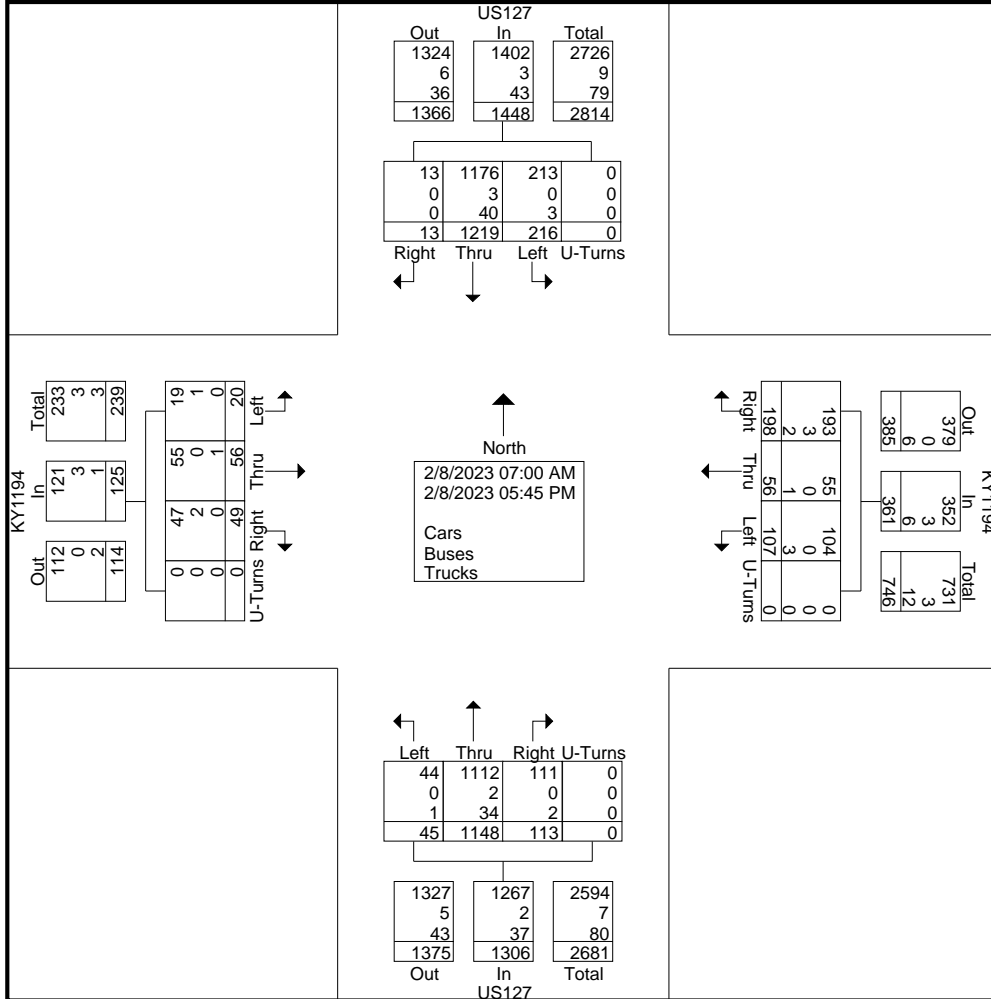 US127
Out In Total
1324 1402 2726
6 3 9
36 43 79
1366 1448 2814
13 1176 213 0
0 3 0 0
0 40 3 0
13 1219 216 0
Right Thru Left U-Turns
KY1194
Total
233 3 3 239
In
121 3 1 125
Out
112 0 2 114
19 1 0 20
Left
55 0 1 56
Thru
47 2 0 49
Right
0 0 0 0
U-Turns
North
2/8/2023 07:00 AM
2/8/2023 05:45 PM
Cars
Buses
Trucks
Right
193 3 2 198
Thru
55 0 1 56
Left
104 0 3 107
U-Turns
0 0 0 0
Out
379 0 6 385
In
352 3 6 361
Total
731 3 12 746
KY1194
Left Thru Right U-Turns
44 1112 111 0
0 2 0 0
1 34 2 0
45 1148 113 0
1327 1267 2594
5 2 7
43 37 80
1375 1306 2681
Out In Total
US127